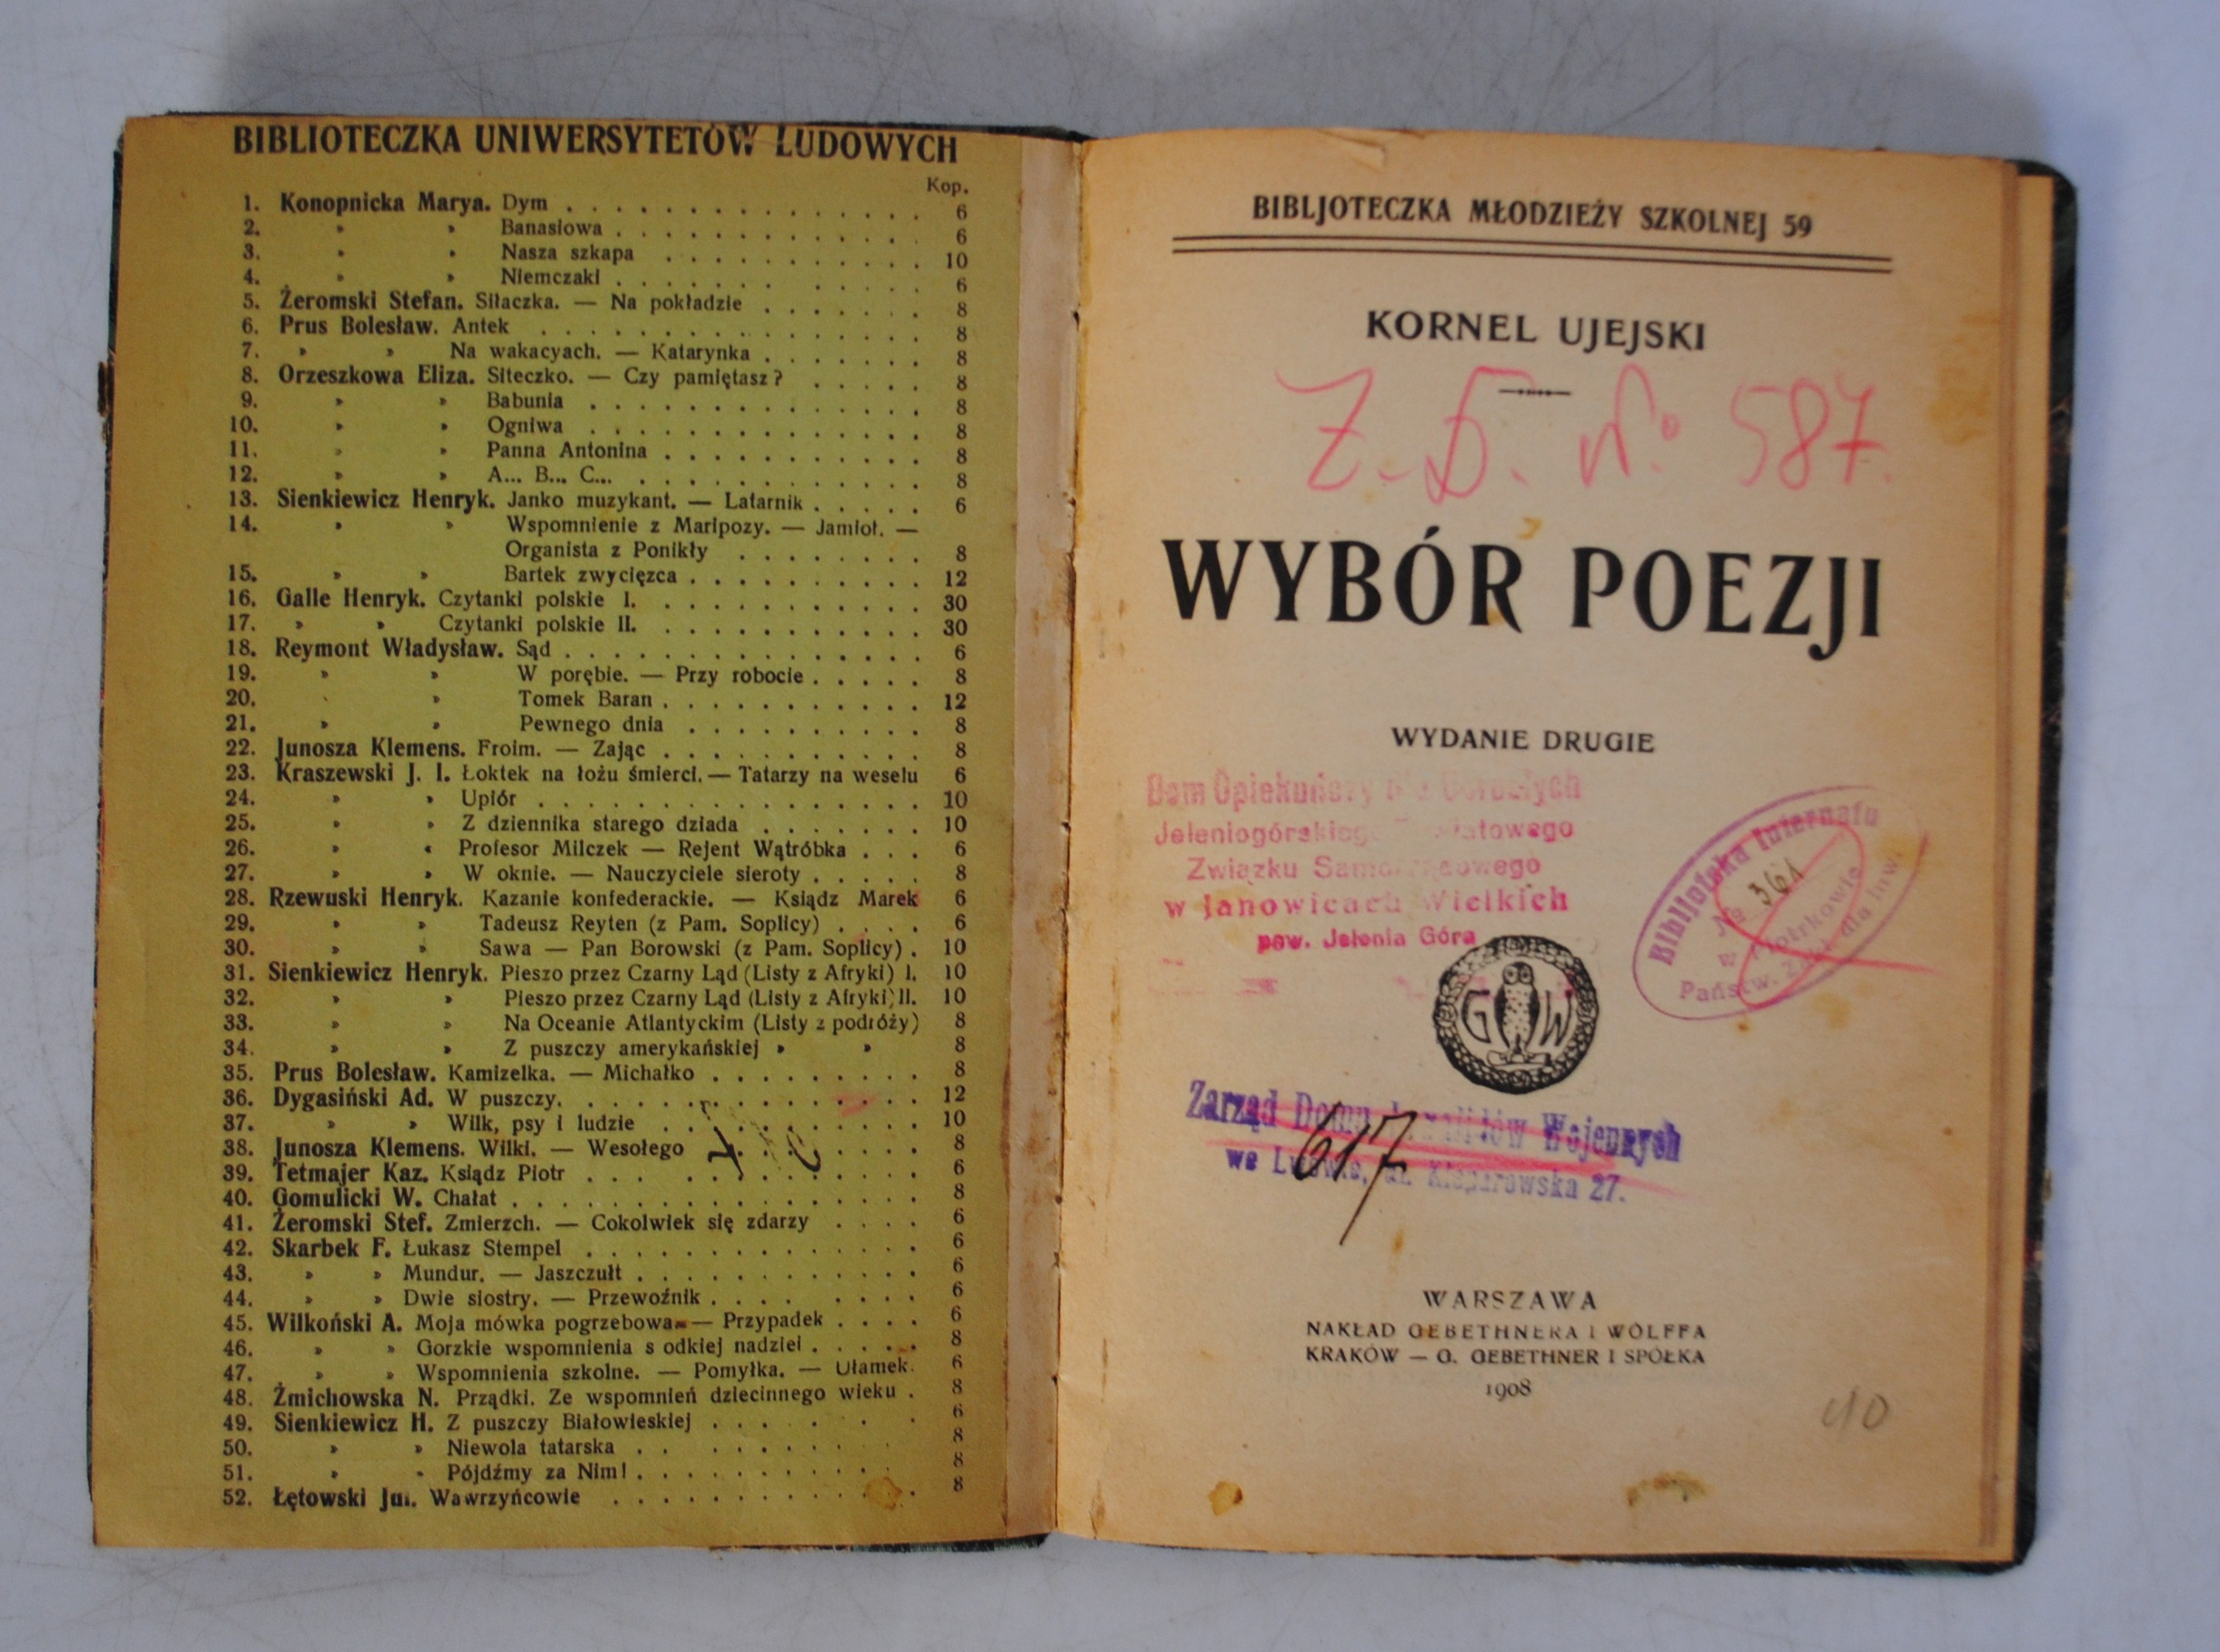 BIBLIOTECZKA UNIWERSYTETÓW LUDOWYCH
Kop.
1. Konopnicka Marya. Dym . . . . . . . . . . . . . . . 6
2. » » Banasiowa . . . . . . . . . . . . . 6
3. » » Nasza szkapa . . . . . . . . . . . 10
4. » » Niemczaki . . . . . . . . . . . . 6
5. Żeromski Stefan. Siłaczka. — Na pokładzie . . . . . . . 8
6. Prus Bolesław. Antek . . . . . . . . . . . . . . . . 8
7. » » Na wakacyach. — Katarynka . . . . . . . 8
8. Orzeszkowa Eliza. Siteczko. — Czy pamiętasz? . . . . . 8
9. » » Babunia . . . . . . . . . . . . . . 8
10. » » Ogniwa . . . . . . . . . . . . . . 8
11. » » Panna Antonina . . . . . . . . . . . 8
12. » » A... B... C... . . . . . . . . . . . . 8
13. Sienkiewicz Henryk. Janko muzykant. — Latarnik . . . . . 6
14. » » Wspomnienie z Maripozy. — Jamioł. —
Organista z Ponikły . . . . . . . . 8
15. » » Bartek zwycięzca . . . . . . . . . . 12
16. Galle Henryk. Czytanki polskie I. . . . . . . . . . . . 30
17. » » Czytanki polskie II. . . . . . . . . . . . 30
18. Reymont Władysław. Sąd . . . . . . . . . . . . . . . 6
19. » » W porębie. — Przy robocie . . . . . 8
20. » » Tomek Baran . . . . . . . . . . . 12
21. » » Pewnego dnia . . . . . . . . . . 8
22. Junosza Klemens. Froim. — Zając . . . . . . . . . . . 8
23. Kraszewski J. I. Łoktek na łożu śmierci. — Tatarzy na weselu 6
24. » » Upiór . . . . . . . . . . . . . . . . 10
25. » » Z dziennika starego dziada . . . . . . . 10
26. » « Profesor Milczek — Rejent Wątróbka . . . 6
27. » » W oknie. — Nauczyciele sieroty . . . . . 8
28. Rzewuski Henryk. Kazanie konfederackie. — Ksiądz Marek 6
29. » » Tadeusz Reyten (z Pam. Soplicy) . . . . 6
30. » » Sawa — Pan Borowski (z Pam. Soplicy) . 10
31. Sienkiewicz Henryk. Pieszo przez Czarny Ląd (Listy z Afryki) I. 10
32. » » Pieszo przez Czarny Ląd (Listy z Afryki) II. 10
33. » » Na Oceanie Atlantyckim (Listy z podróży) 8
34. » » Z puszczy amerykańskiej » » 8
35. Prus Bolesław. Kamizelka. — Michałko . . . . . . . . . 8
36. Dygasiński Ad. W puszczy. . . . . . . . . . . . . . . 12
37. » » Wilk, psy i ludzie . . . . . . . . . . . 10
38. Junosza Klemens. Wilki. — Wesołego . . . . . . . . 8
39. Tetmajer Kaz. Ksiądz Piotr . . . . . . . . . . . . . 6
40. Gomulicki W. Chałat . . . . . . . . . . . . . . . . . 8
41. Żeromski Stef. Zmierzch. — Cokolwiek się zdarzy . . . . 6
42. Skarbek F. Łukasz Stempel . . . . . . . . . . . . . . 6
43. » » Mundur. — Jaszczułt . . . . . . . . . . . 6
44. » » Dwie siostry. — Przewoźnik . . . . . . . . 6
45. Wilkoński A. Moja mówka pogrzebowa. — Przypadek . . . . 6
46. » » Gorzkie wspomnienia s odkiej nadziei . . . . . 8
47. » » Wspomnienia szkolne. — Pomyłka. — Ułamek. 6
48. Żmichowska N. Prządki. Ze wspomnień dziecinnego wieku . 8
49. Sienkiewicz H. Z puszczy Białowieskiej . . . . . . . . 6
50. » » Niewola tatarska . . . . . . . . . . 8
51. » » Pójdźmy za Nim! . . . . . . . . . . . 8
52. Łętowski Jul. Wawrzyńcowie . . . . . . . . . . . . . 8
BIBLJOTECZKA MŁODZIEŻY SZKOLNEJ 59
KORNEL UJEJSKI
Z. D. No 587.
WYBÓR POEZJI
WYDANIE DRUGIE
Dom Opiekuńczy Dla Dorosłych
Jeleniogórskiego Powiatowego
Związku Samorządowego
w Janowicach Wielkich
pow. Jelenia Góra
Biblioteka Internatu
No 361
w Piotrkowie
Państw. Zakł. dla Inw.
G W
Zarząd Domu Inwalidów Wojennych
617
we Lwowie, ul. Kleparowska 27.
WARSZAWA
NAKŁAD GEBETHNERA I WOLFFA
KRAKÓW — G. GEBETHNER I SPÓŁKA
1908
40